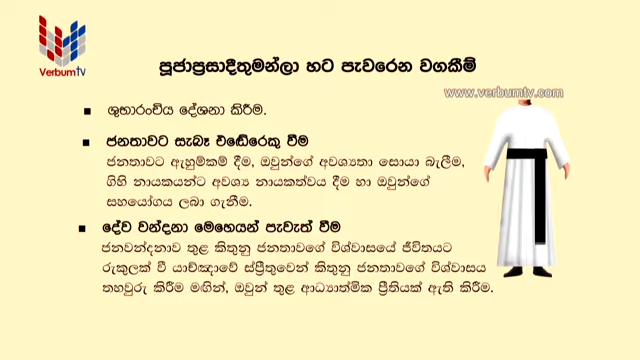 VerbumTV
පූජාප්‍රසාදීතුමන්ලා හට පැවරෙන වගකීම්
www.verbumtv.com
■ ශුභාරංචිය දේශනා කිරීම.
■ ජනතාවට සැබෑ එඬේරෙකු වීම
ජනතාවට ඇහුම්කම් දීම, ඔවුන්ගේ අවශ්‍යතා සොයා බැලීම,
ගිහි නායකයන්ට අවශ්‍ය නායකත්වය දීම හා ඔවුන්ගේ
සහයෝගය ලබා ගැනීම.
■ දේව වන්දනා මෙහෙයන් පැවැත් වීම
ජනවන්දනාව තුළ කිතුනු ජනතාවගේ විශ්වාසයේ ජීවිතයට
රුකුලක් වී යාච්ඤාවේ ස්ප්‍රීතුවෙන් කිතුනු ජනතාවගේ විශ්වාසය
තහවුරු කිරීම මඟින්, ඔවුන් තුළ ආධ්‍යාත්මික ප්‍රීතියක් ඇති කිරීම.